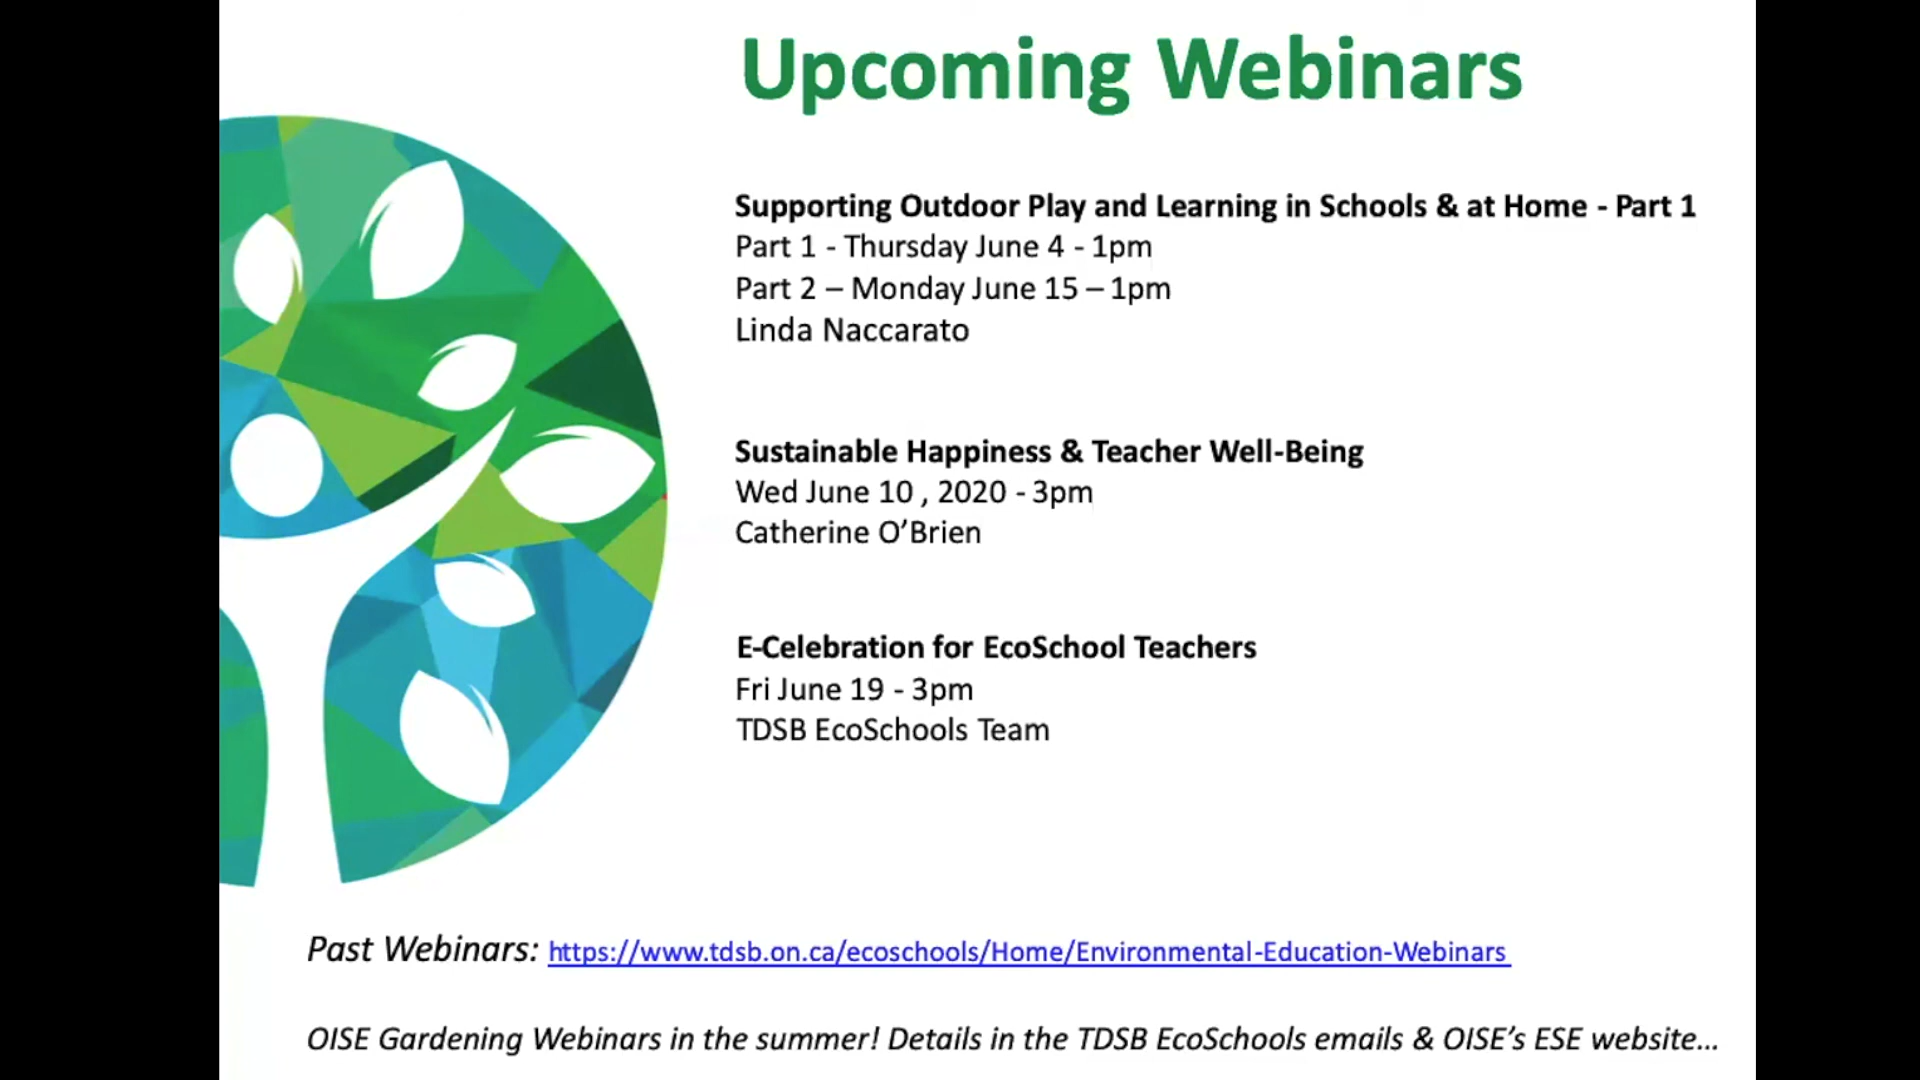 Upcoming Webinars
Supporting Outdoor Play and Learning in Schools & at Home - Part 1
Part 1 - Thursday June 4 - 1pm
Part 2 – Monday June 15 – 1pm
Linda Naccarato
Sustainable Happiness & Teacher Well-Being
Wed June 10 , 2020 - 3pm
Catherine O’Brien
E-Celebration for EcoSchool Teachers
Fri June 19 - 3pm
TDSB EcoSchools Team
Past Webinars: https://www.tdsb.on.ca/ecoschools/Home/Environmental-Education-Webinars
OISE Gardening Webinars in the summer! Details in the TDSB EcoSchools emails & OISE’s ESE website...